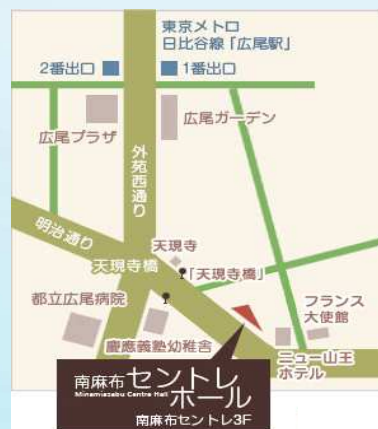 東京メトロ
日比谷線「広尾駅」
2番出口
1番出口
広尾プラザ
広尾ガーデン
外苑西通り
明治通り
天現寺
天現寺橋
「天現寺橋」
都立広尾病院
慶應義塾幼稚舎
フランス
大使館
ニュー山王
ホテル
南麻布セントレ
Minamiazabu Centre Hall
ホール
南麻布セントレ3F